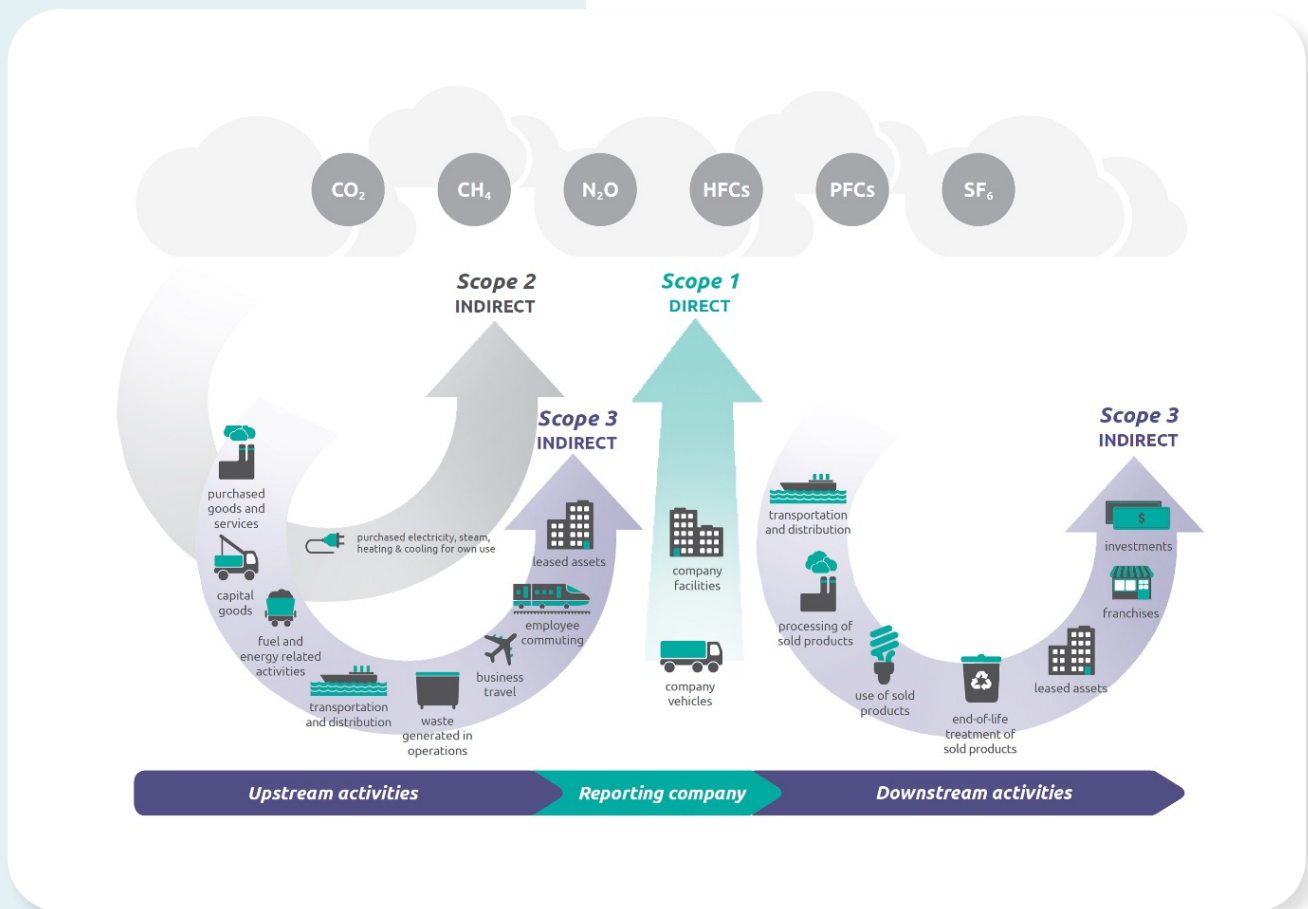 CO₂
CH₄
N₂O
HFCs
PFCs
SF₆
Scope 2
INDIRECT
Scope 1
DIRECT
Scope 3
INDIRECT
Scope 3
INDIRECT
purchased
goods and
services
capital
goods
fuel and
energy related
activities
transportation
and distribution
waste
generated in
operations
business
travel
employee
commuting
leased assets
purchased electricity, steam,
heating & cooling for own use
company
facilities
company
vehicles
transportation
and distribution
processing of
sold products
use of sold
products
end-of-life
treatment of
sold products
leased assets
franchises
investments
$
Upstream activities
Reporting company
Downstream activities